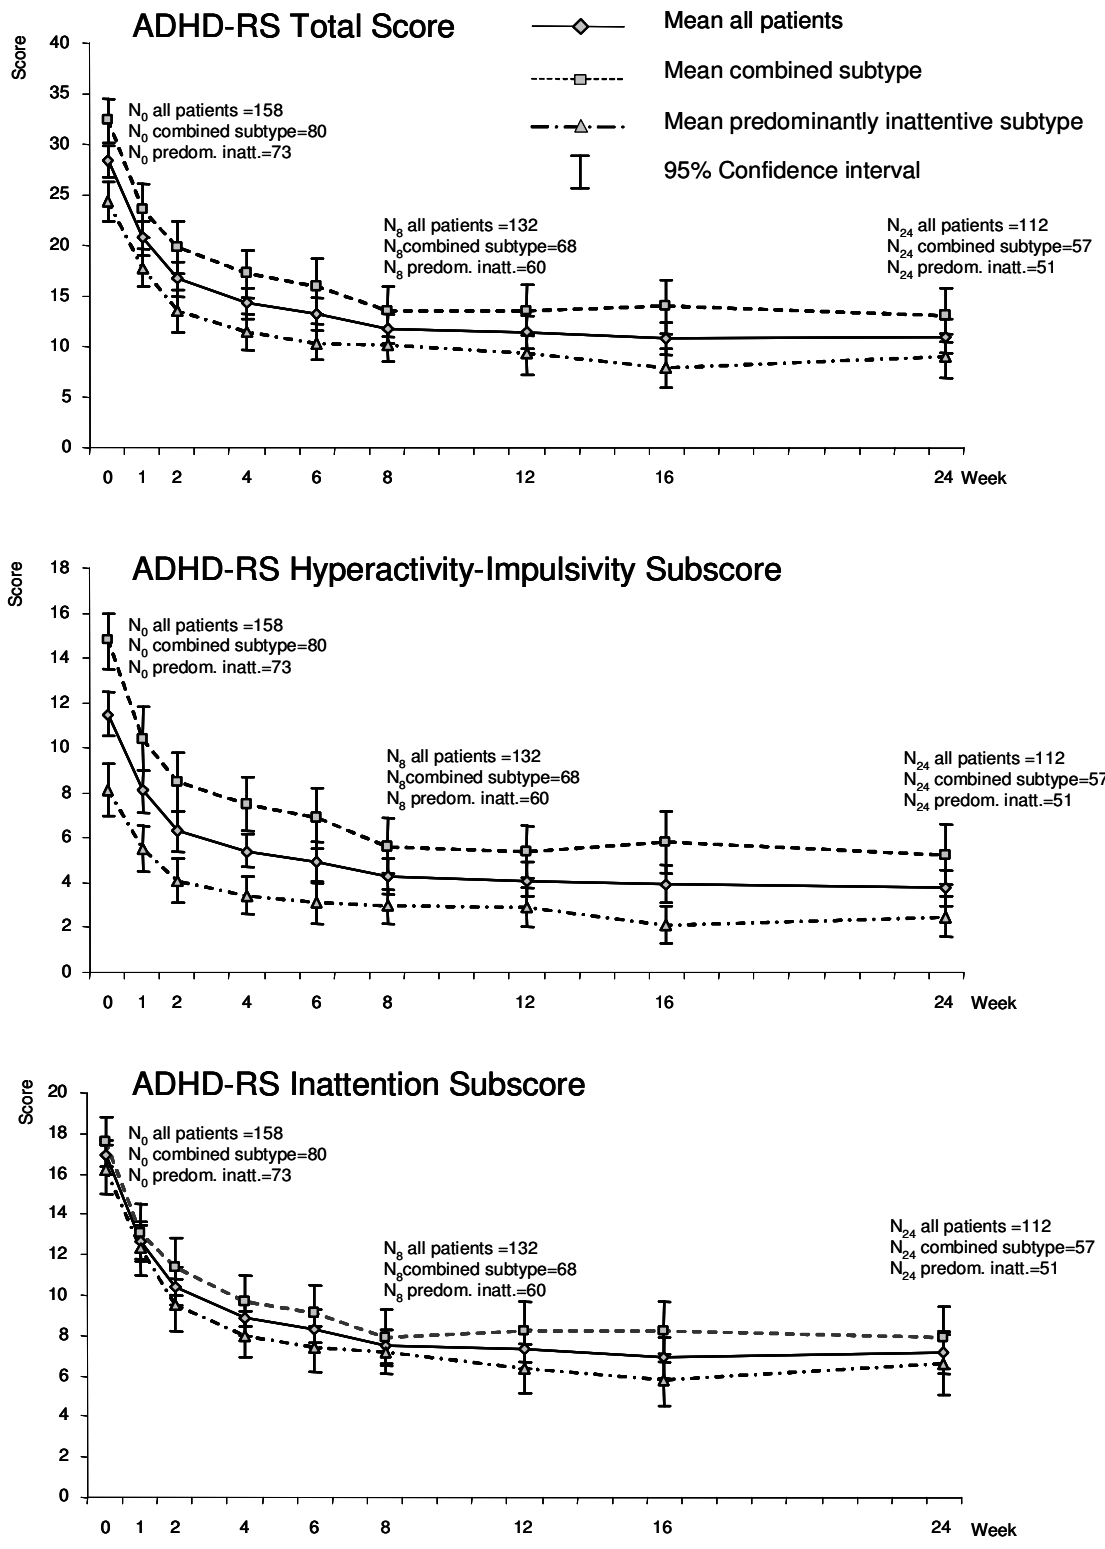 ADHD-RS Total Score
Mean all patients
Mean combined subtype
Mean predominantly inattentive subtype
95% Confidence interval
Score
40
35
30
25
20
15
10
5
0
N0 all patients =158
N0 combined subtype=80
N0 predom. inatt.=73
N8 all patients =132
N8combined subtype=68
N8 predom. inatt.=60
N24 all patients =112
N24 combined subtype=57
N24 predom. inatt.=51
0 1 2 4 6 8 12 16 24 Week
ADHD-RS Hyperactivity-Impulsivity Subscore
Score
18
16
14
12
10
8
6
4
2
0
N0 all patients =158
N0 combined subtype=80
N0 predom. inatt.=73
N8 all patients =132
N8combined subtype=68
N8 predom. inatt.=60
N24 all patients =112
N24 combined subtype=57
N24 predom. inatt.=51
0 1 2 4 6 8 12 16 24 Week
ADHD-RS Inattention Subscore
Score
20
18
16
14
12
10
8
6
4
2
0
N0 all patients =158
N0 combined subtype=80
N0 predom. inatt.=73
N8 all patients =132
N8combined subtype=68
N8 predom. inatt.=60
N24 all patients =112
N24 combined subtype=57
N24 predom. inatt.=51
0 1 2 4 6 8 12 16 24 Week